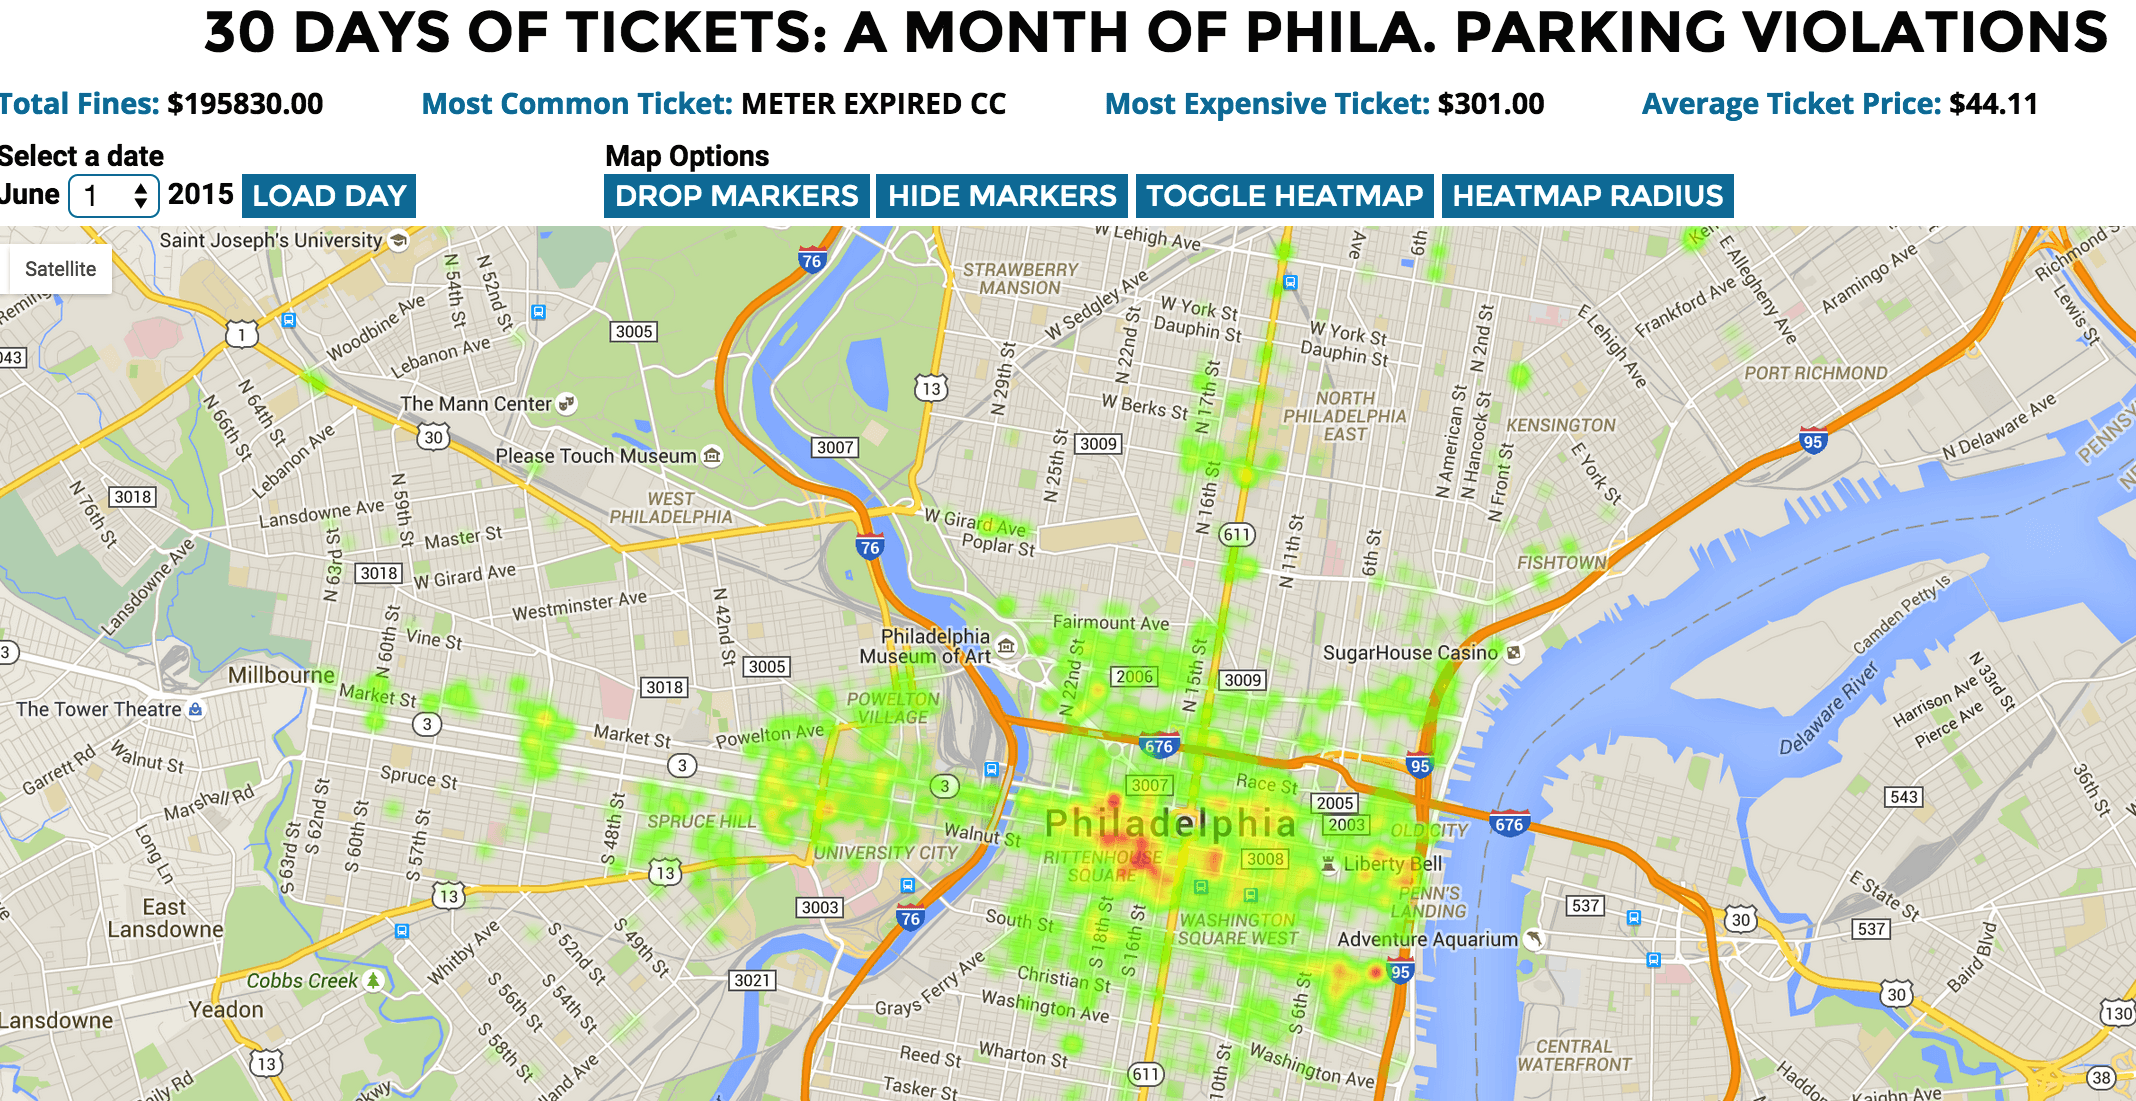 30 DAYS OF TICKETS: A MONTH OF PHILA. PARKING VIOLATIONS
Total Fines: $195830.00
Most Common Ticket: METER EXPIRED CC
Most Expensive Ticket: $301.00
Average Ticket Price: $44.11
Select a date
Map Options
June 1 2015
LOAD DAY
DROP MARKERS
HIDE MARKERS
TOGGLE HEATMAP
HEATMAP RADIUS
Saint Joseph's University
Satellite
76
W Lehigh Ave
Ave
6th
E Allegheny Ave
Richmond S
N 54th St
N 52nd St
STRAWBERRY
MANSION
Aramingo Ave
Frankford Ave
Lewis St
W Sedgley Ave
W York St
Dauphin St
W York St
Dauphin St
E Lehigh Ave
N 2nd St
1
Woodbine Ave
Lebanon Ave
3005
N 22nd St
N 29th St
N 17th St
PORT RICHMOND
13
N 64th St
N 66th St
The Mann Center
30
W Berks St
NORTH
PHILADELPHIA
EAST
N American St
N Hancock St
KENSINGTON
N Delaware Ave
95
PENNSY
Lebanon Ave
3007
3009
Please Touch Museum
N 25th St
N Front St
E York St
N 76th St
3018
N 59th St
WEST
PHILADELPHIA
N 16th St
Lansdowne Ave
W Girard Ave
Poplar St
Master St
611
N 11th St
6th St
76
N 63rd St
3018
W Girard Ave
FISHTOWN
Lansdowne Ave
Westminster Ave
N 42nd St
Camden Petty Is
N 60th St
Vine St
Fairmount Ave
3
Philadelphia
Museum of Art
SugarHouse Casino
Millbourne
3005
N 22nd St
2006
N 15th St
3009
Delaware River
N 33rd St
Harrison Ave
Pierce Ave
The Tower Theatre
Market St
3018
POWELTON
VILLAGE
3
Market St
Powelton Ave
676
Garrett Rd
Walnut St
3
95
36th St
Spruce St
3
3007
Race St
2005
543
Marshall Rd
SPRUCE HILL
Philadelphia
2003
OLD CITY
676
Long Ln
S 63rd St
S 62nd St
S 60th St
S 57th St
S 48th St
Walnut St
UNIVERSITY CITY
RITTENHOUSE
SQUARE
3008
Liberty Bell
13
13
PENN'S
LANDING
E State St
East
Lansdowne
3003
76
South St
S 18th St
S 16th St
WASHINGTON
SQUARE WEST
537
30
537
Whitby Ave
S 52nd St
S 49th St
Adventure Aquarium
Baird Blvd
Cobbs Creek
3021
Grays Ferry Ave
Christian St
95
30
Yeadon
S 56th St
S 54th St
Washington Ave
S 6th St
130
Lansdowne
S 58th St
13
Reed St
Wharton St
Tasker St
611
10th St
Washington Ave
CENTRAL
WATERFRONT
38
Haddo
Kaighn Ave